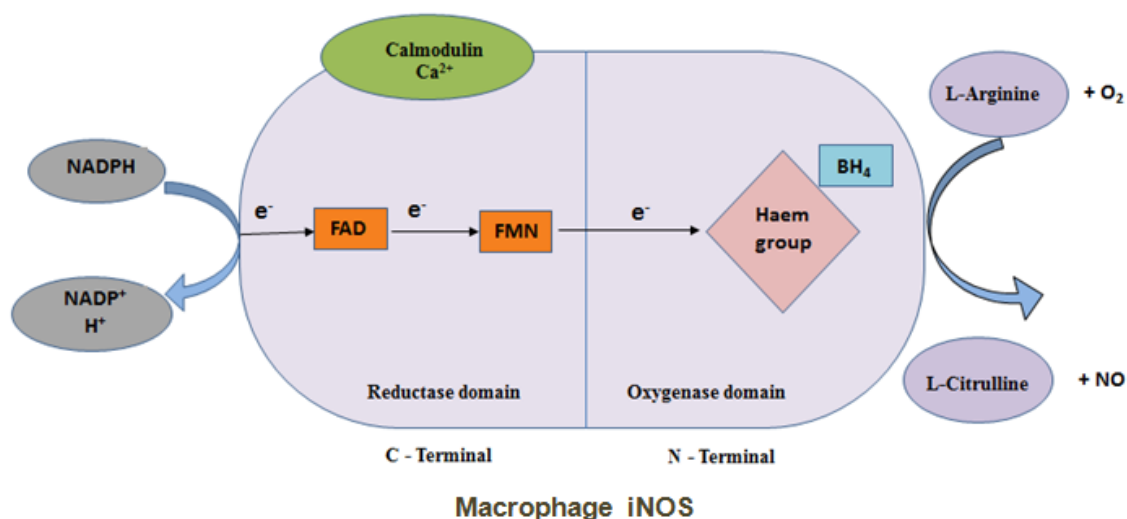 Calmodulin
Ca²⁺
L-Arginine
+ O₂
NADPH
BH₄
e⁻
e⁻
e⁻
FAD
FMN
Haem
group
NADP⁺
H⁺
Reductase domain
Oxygenase domain
L-Citrulline
+ NO
C - Terminal
N - Terminal
Macrophage iNOS